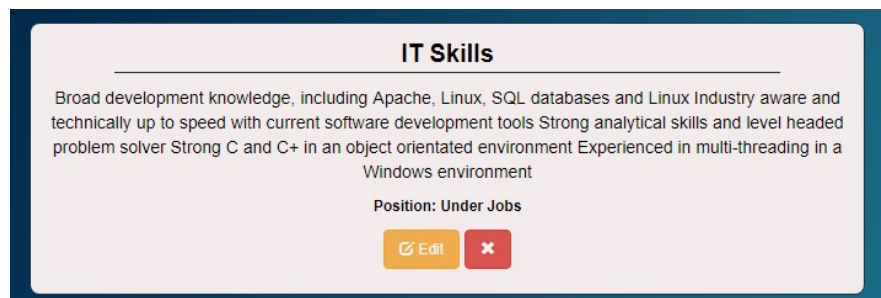 IT Skills
Broad development knowledge, including Apache, Linux, SQL databases and Linux Industry aware and
technically up to speed with current software development tools Strong analytical skills and level headed
problem solver Strong C and C+ in an object orientated environment Experienced in multi-threading in a
Windows environment
Position: Under Jobs
Edit